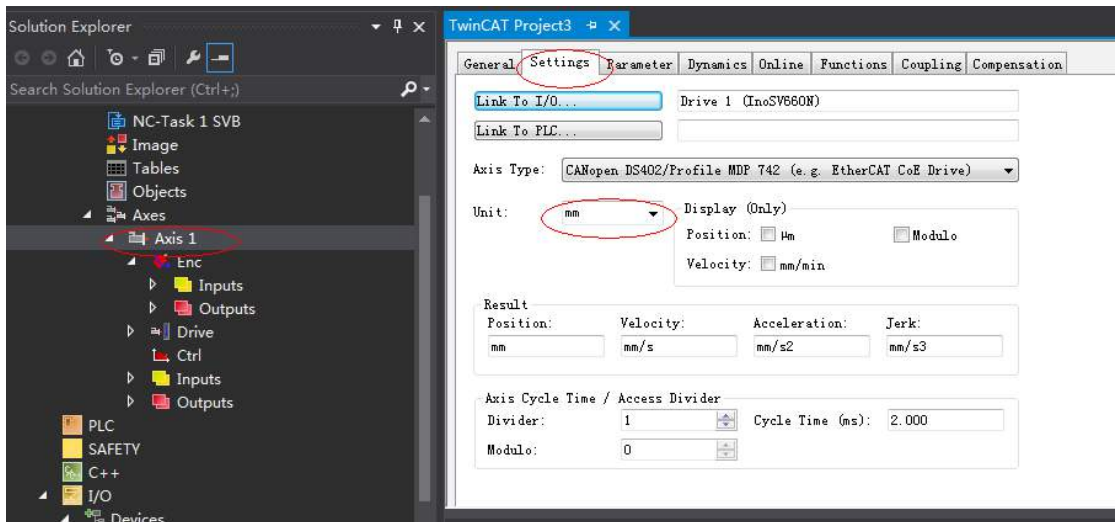 Solution Explorer
Search Solution Explorer (Ctrl+;)
NC-Task 1 SVB
Image
Tables
Objects
Axes
Axis 1
Enc
Inputs
Outputs
Drive
Ctrl
Inputs
Outputs
PLC
SAFETY
C++
I/O
Devices
TwinCAT Project3
General Settings Parameter Dynamics Online Functions Coupling Compensation
Link To I/O... Drive 1 (InoSV660N)
Link To PLC...
Axis Type: CANopen DS402/Profile MDP 742 (e.g. EtherCAT CoE Drive)
Unit: mm Display (Only)
Position: μm Modulo
Velocity: mm/min
Result
Position: Velocity: Acceleration: Jerk:
mm mm/s mm/s2 mm/s3
Axis Cycle Time / Access Divider
Divider: 1 Cycle Time (ms): 2.000
Modulo: 0